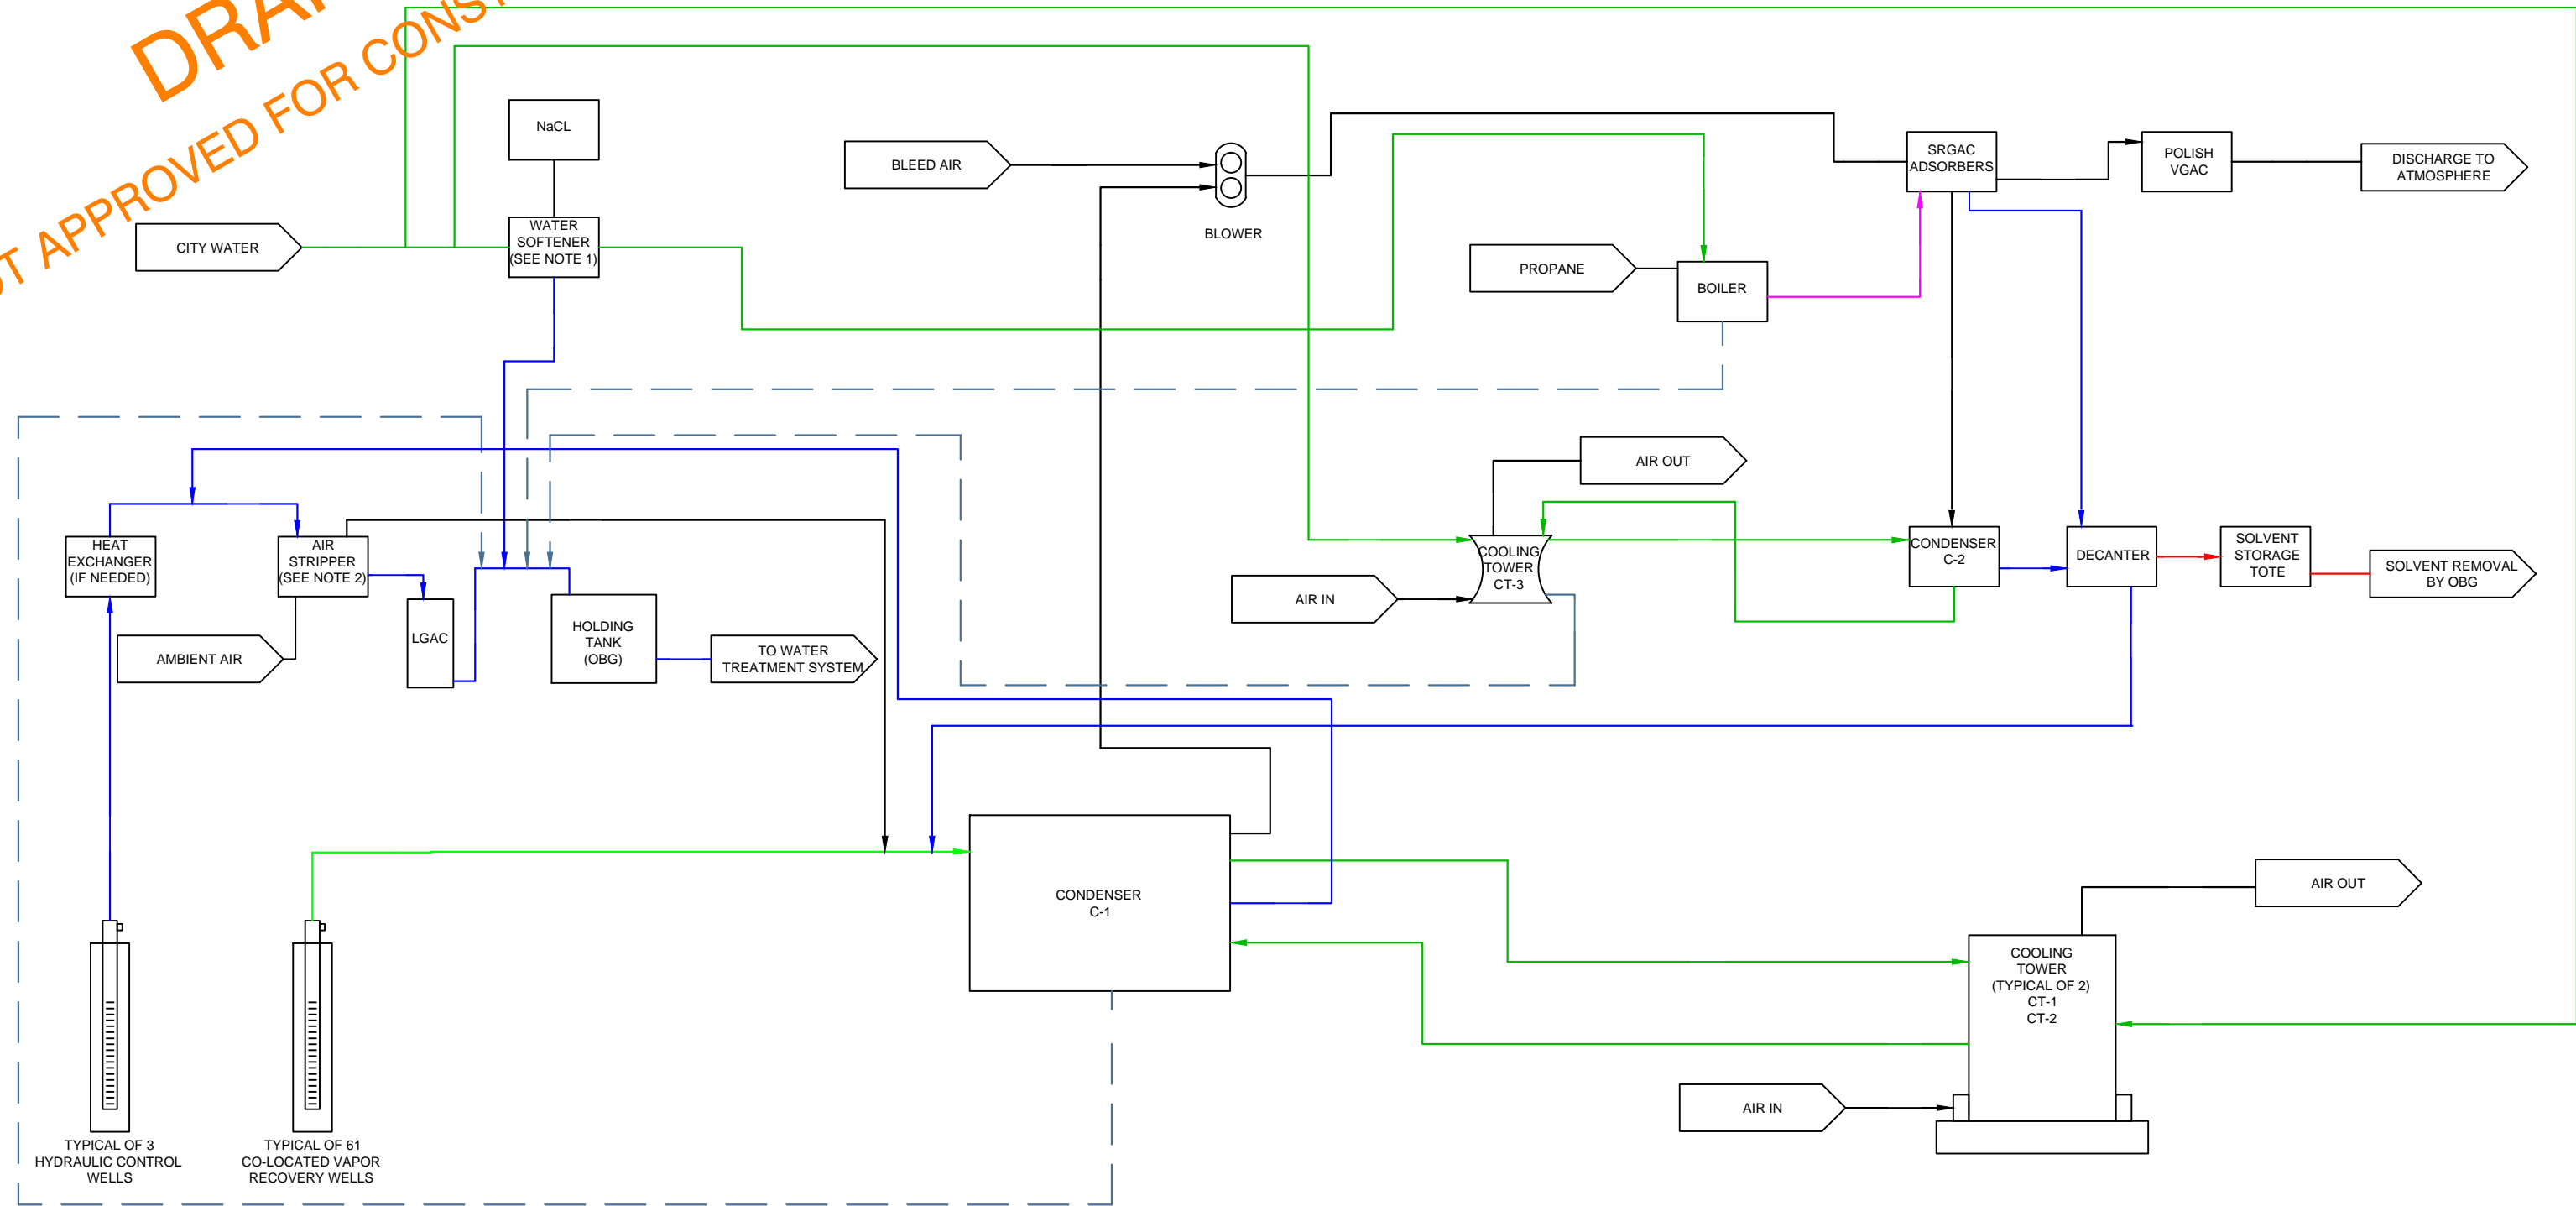 DRAF
OT APPROVED FOR CONST
NaCL
BLEED AIR
SRGAC
ADSORBERS
POLISH
VGAC
DISCHARGE TO
ATMOSPHERE
CITY WATER
WATER
SOFTENER
(SEE NOTE 1)
BLOWER
PROPANE
BOILER
AIR OUT
HEAT
EXCHANGER
(IF NEEDED)
AIR
STRIPPER
(SEE NOTE 2)
COOLING
TOWER
CT-3
CONDENSER
C-2
DECANTER
SOLVENT
STORAGE
TOTE
SOLVENT REMOVAL
BY OBG
AIR IN
LGAC
HOLDING
TANK
(OBG)
AMBIENT AIR
TO WATER
TREATMENT SYSTEM
CONDENSER
C-1
AIR OUT
COOLING
TOWER
(TYPICAL OF 2)
CT-1
CT-2
AIR IN
TYPICAL OF 3
HYDRAULIC CONTROL
WELLS
TYPICAL OF 61
CO-LOCATED VAPOR
RECOVERY WELLS